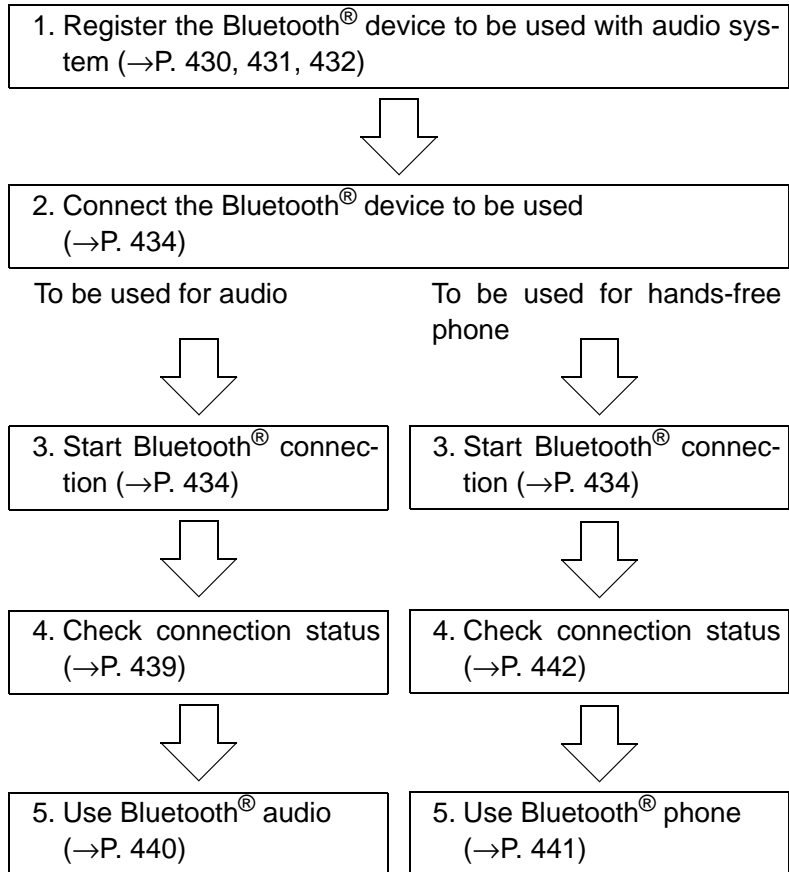 1. Register the Bluetooth® device to be used with audio sys-
tem (→P. 430, 431, 432)
2. Connect the Bluetooth® device to be used
(→P. 434)
To be used for audio
To be used for hands-free
phone
3. Start Bluetooth® connec-
tion (→P. 434)
3. Start Bluetooth® connec-
tion (→P. 434)
4. Check connection status
(→P. 439)
4. Check connection status
(→P. 442)
5. Use Bluetooth® audio
(→P. 440)
5. Use Bluetooth® phone
(→P. 441)